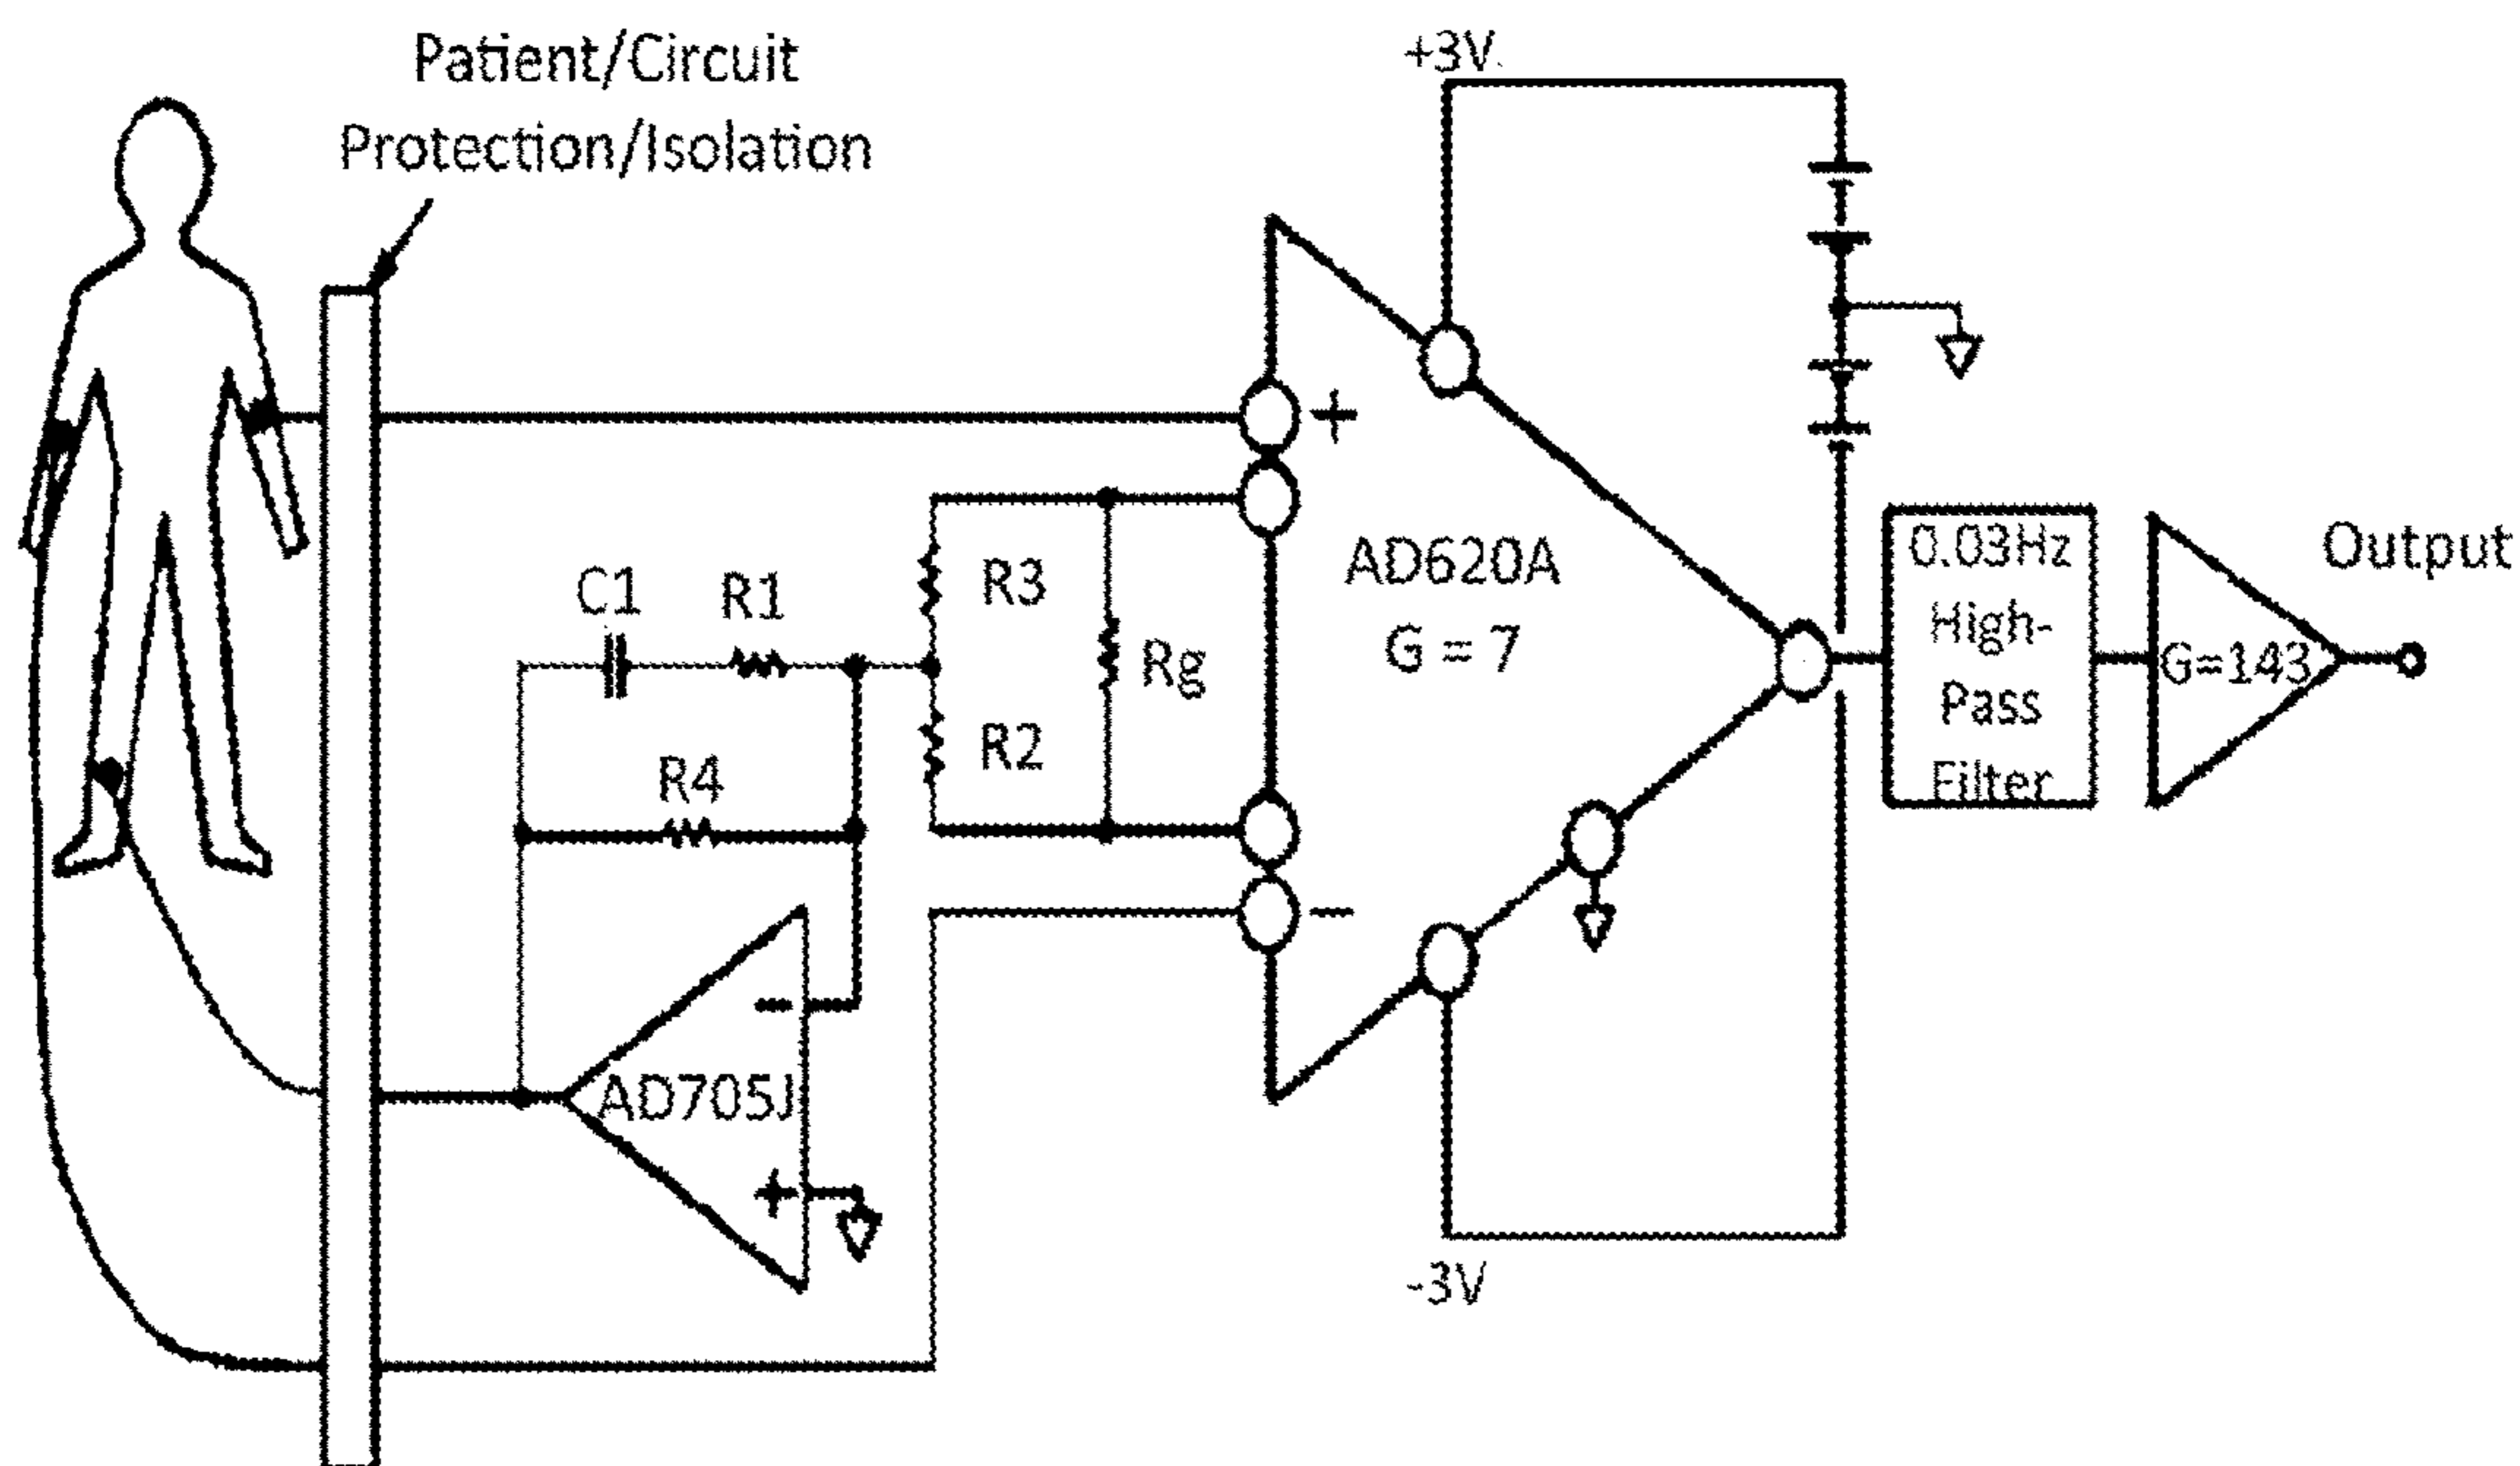 Patient/Circuit
Protection/Isolation
+3V
+
AD620A
G = 7
-
-3V
C1
R1
R3
Rg
R4
R2
-
AD705J
+
0.03Hz
High-
Pass
Filter
G=143
Output